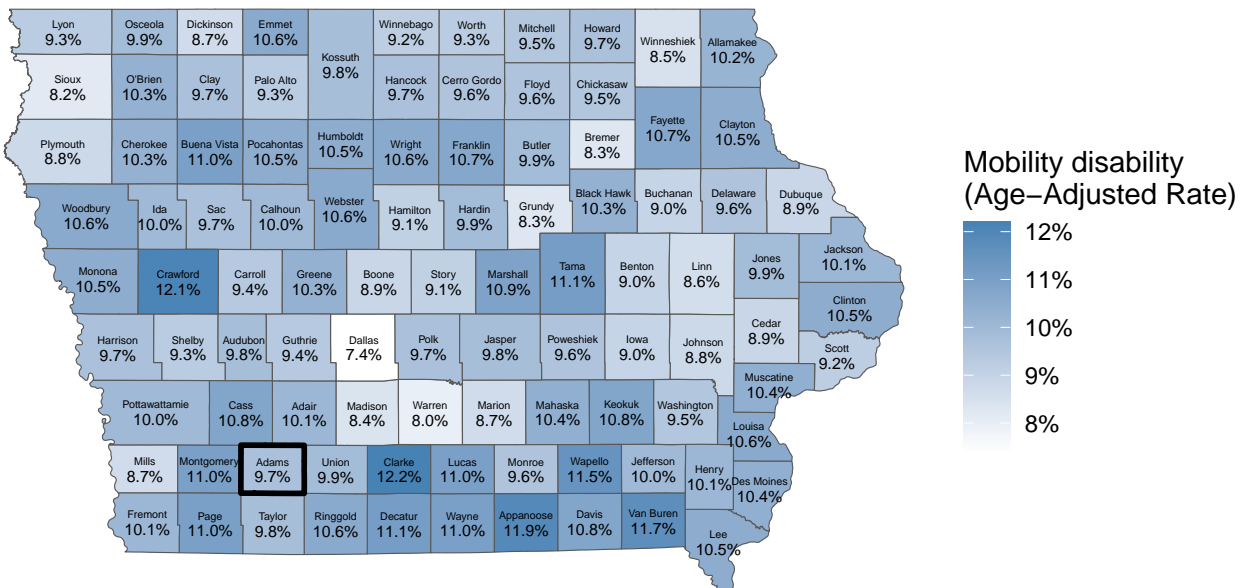 Lyon
9.3%
Osceola
9.9%
Dickinson
8.7%
Emmet
10.6%
Kossuth
9.8%
Winnebago
9.2%
Worth
9.3%
Mitchell
9.5%
Howard
9.7%
Winneshiek
8.5%
Allamakee
10.2%
Sioux
8.2%
O'Brien
10.3%
Clay
9.7%
Palo Alto
9.3%
Hancock
9.7%
Cerro Gordo
9.6%
Floyd
9.6%
Chickasaw
9.5%
Fayette
10.7%
Clayton
10.5%
Plymouth
8.8%
Cherokee
10.3%
Buena Vista
11.0%
Pocahontas
10.5%
Humboldt
10.5%
Wright
10.6%
Franklin
10.7%
Butler
9.9%
Bremer
8.3%
Woodbury
10.6%
Ida
10.0%
Sac
9.7%
Calhoun
10.0%
Webster
10.6%
Hamilton
9.1%
Hardin
9.9%
Grundy
8.3%
Black Hawk
10.3%
Buchanan
9.0%
Delaware
9.6%
Dubuque
8.9%
Monona
10.5%
Crawford
12.1%
Carroll
9.4%
Greene
10.3%
Boone
8.9%
Story
9.1%
Marshall
10.9%
Tama
11.1%
Benton
9.0%
Linn
8.6%
Jones
9.9%
Jackson
10.1%
Clinton
10.5%
Harrison
9.7%
Shelby
9.3%
Audubon
9.8%
Guthrie
9.4%
Dallas
7.4%
Polk
9.7%
Jasper
9.8%
Poweshiek
9.6%
Iowa
9.0%
Johnson
8.8%
Cedar
8.9%
Scott
9.2%
Muscatine
10.4%
Pottawattamie
10.0%
Cass
10.8%
Adair
10.1%
Madison
8.4%
Warren
8.0%
Marion
8.7%
Mahaska
10.4%
Keokuk
10.8%
Washington
9.5%
Louisa
10.6%
Mills
8.7%
Montgomery
11.0%
Adams
9.7%
Union
9.9%
Clarke
12.2%
Lucas
11.0%
Monroe
9.6%
Wapello
11.5%
Jefferson
10.0%
Henry
10.1%
Des Moines
10.4%
Fremont
10.1%
Page
11.0%
Taylor
9.8%
Ringgold
10.6%
Decatur
11.1%
Wayne
11.0%
Appanoose
11.9%
Davis
10.8%
Van Buren
11.7%
Lee
10.5%
Mobility disability
(Age−Adjusted Rate)
12%
11%
10%
9%
8%